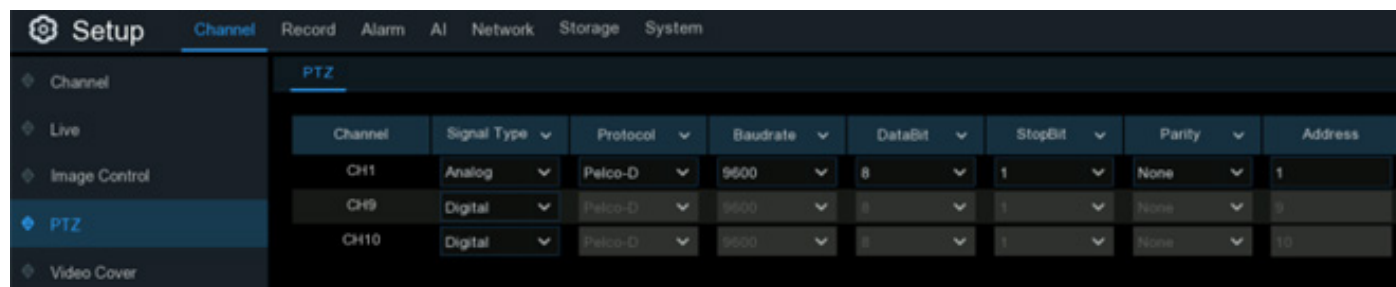 Setup Channel Record Alarm AI Network Storage System
Channel
PTZ
Live
Channel Signal Type Protocol Baudrate DataBit StopBit Parity Address
Image Control
CH1 Analog Pelco-D 9600 8 1 None 1
CH9 Digital Pelco-D 9600 8 1 None 9
PTZ
CH10 Digital Pelco-D 9600 8 1 None 10
Video Cover